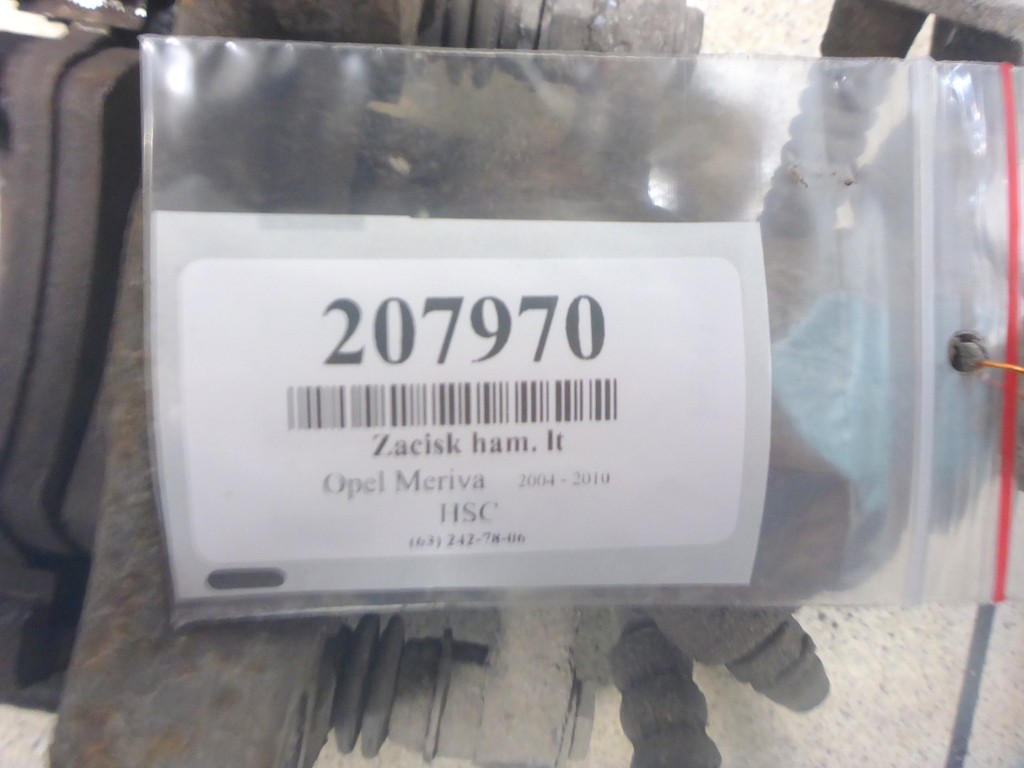 207970
Zacisk ham. lt
Opel Meriva 2004 - 2010
HSC
(63) 242-78-06